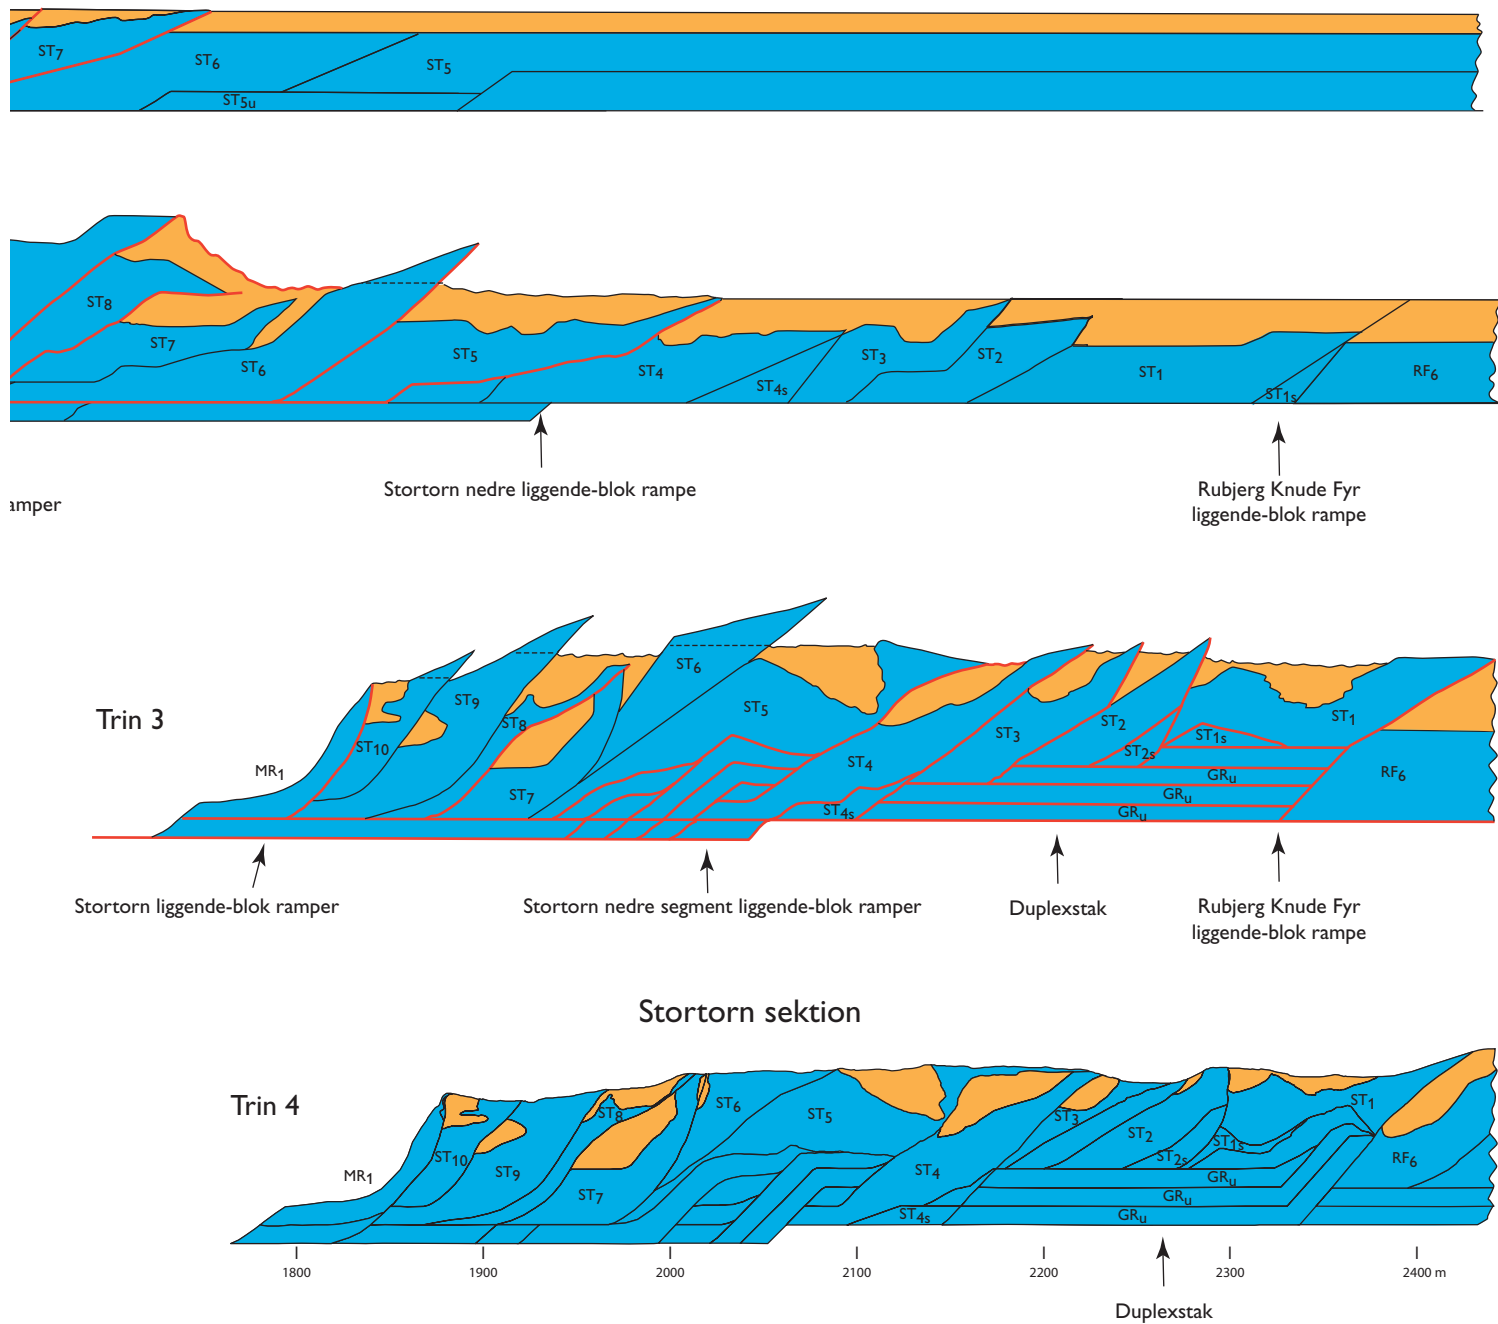 ST7
ST6
ST5
ST5u
ST8
ST7
ST6
ST5
ST4
ST4s
ST3
ST2
ST1
ST1s
RF6
Stortorn nedre liggende-blok rampe
Rubjerg Knude Fyr
liggende-blok rampe
amper
Trin 3
MR1
ST10
ST9
ST8
ST7
ST6
ST5
ST4
ST4s
ST3
ST2
ST2s
ST1s
ST1
GRu
GRu
GRu
RF6
Stortorn liggende-blok ramper
Stortorn nedre segment liggende-blok ramper
Duplexstak
Rubjerg Knude Fyr
liggende-blok rampe
Stortorn sektion
Trin 4
MR1
ST10
ST9
ST8
ST7
ST6
ST5
ST4
ST4s
ST3
ST2
ST2s
ST1s
ST1
GRu
GRu
GRu
RF6
1800
1900
2000
2100
2200
2300
2400 m
Duplexstak